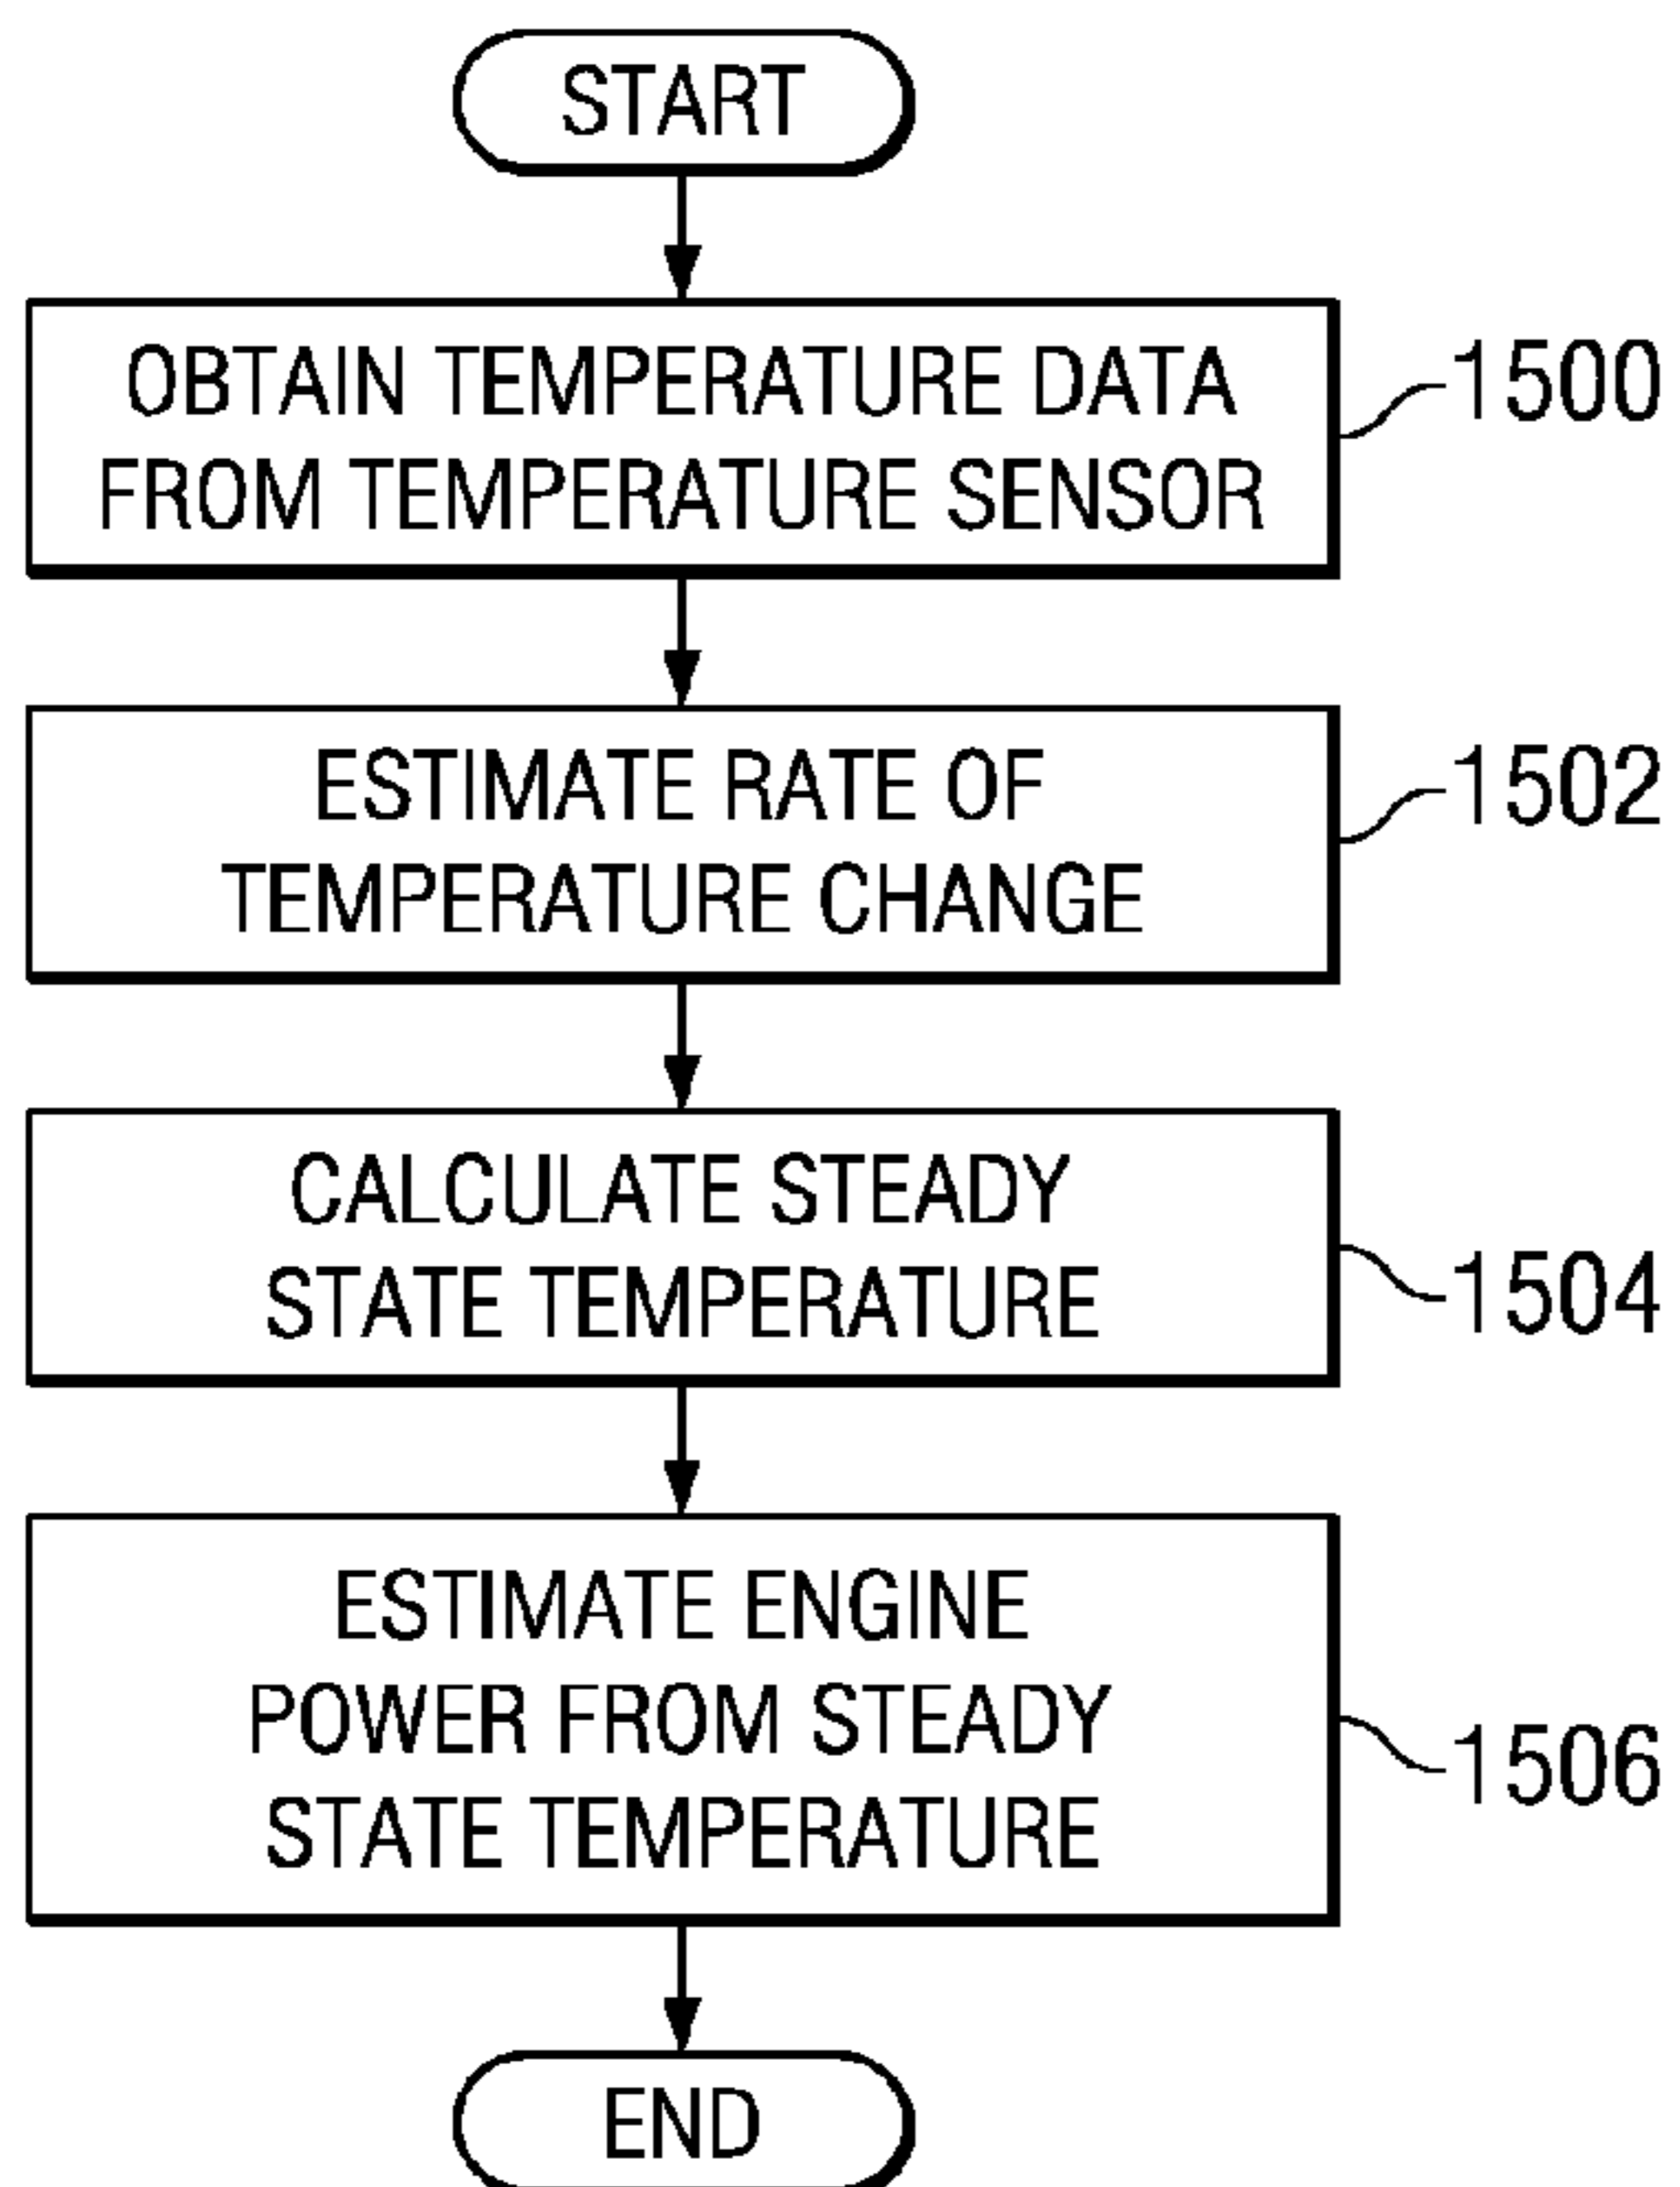 START
OBTAIN TEMPERATURE DATA
FROM TEMPERATURE SENSOR
1500
ESTIMATE RATE OF
TEMPERATURE CHANGE
1502
CALCULATE STEADY
STATE TEMPERATURE
1504
ESTIMATE ENGINE
POWER FROM STEADY
STATE TEMPERATURE
1506
END